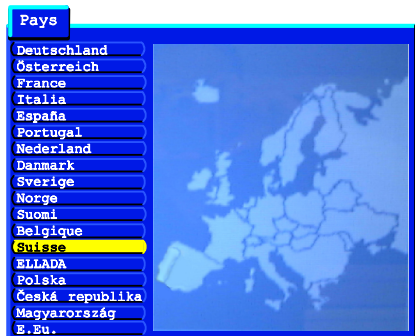 Pays
Deutschland
Österreich
France
Italia
España
Portugal
Nederland
Danmark
Sverige
Norge
Suomi
Belgique
Suisse
ELLADA
Polska
Česká republika
Magyarország
E.Eu.